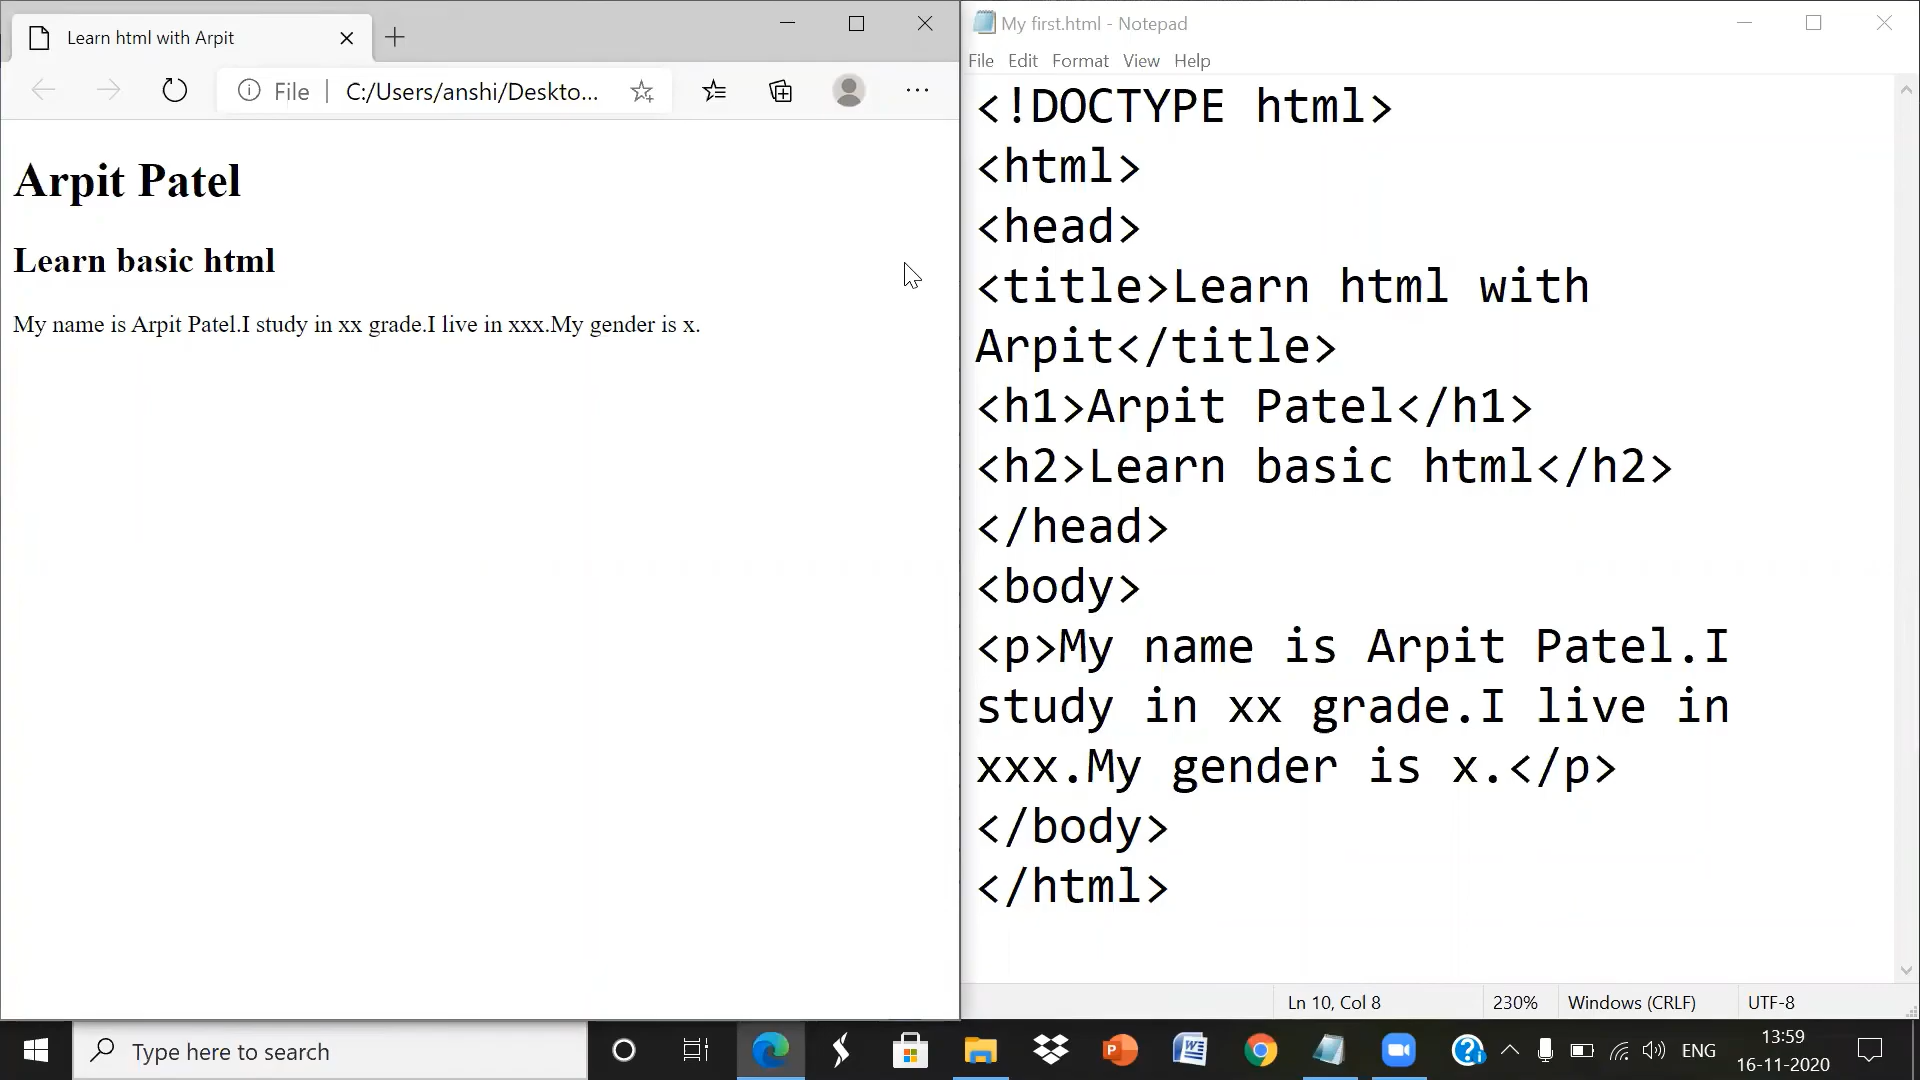 Learn html with Arpit
File
C:/Users/anshi/Deskto...
Arpit Patel
Learn basic html
My name is Arpit Patel.I study in xx grade.I live in xxx.My gender is x.
My first.html - Notepad
File Edit Format View Help
<!DOCTYPE html>
<html>
<head>
<title>Learn html with
Arpit</title>
<h1>Arpit Patel</h1>
<h2>Learn basic html</h2>
</head>
<body>
<p>My name is Arpit Patel.I
study in xx grade.I live in
xxx.My gender is x.</p>
</body>
</html>
Ln 10, Col 8 230% Windows (CRLF) UTF-8
Type here to search
ENG
13:59
16-11-2020